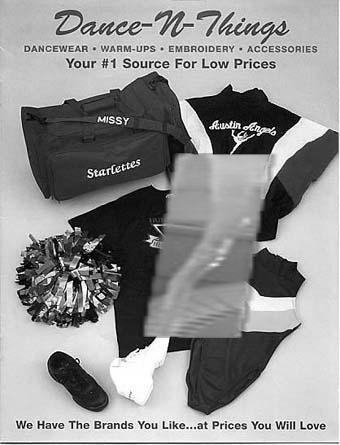 Dance-N-Things
DANCEWEAR • WARM-UPS • EMBROIDERY • ACCESSORIES
Your #1 Source For Low Prices
MISSY
Austin Angels
Starlettes
We Have The Brands You Like...at Prices You Will Love